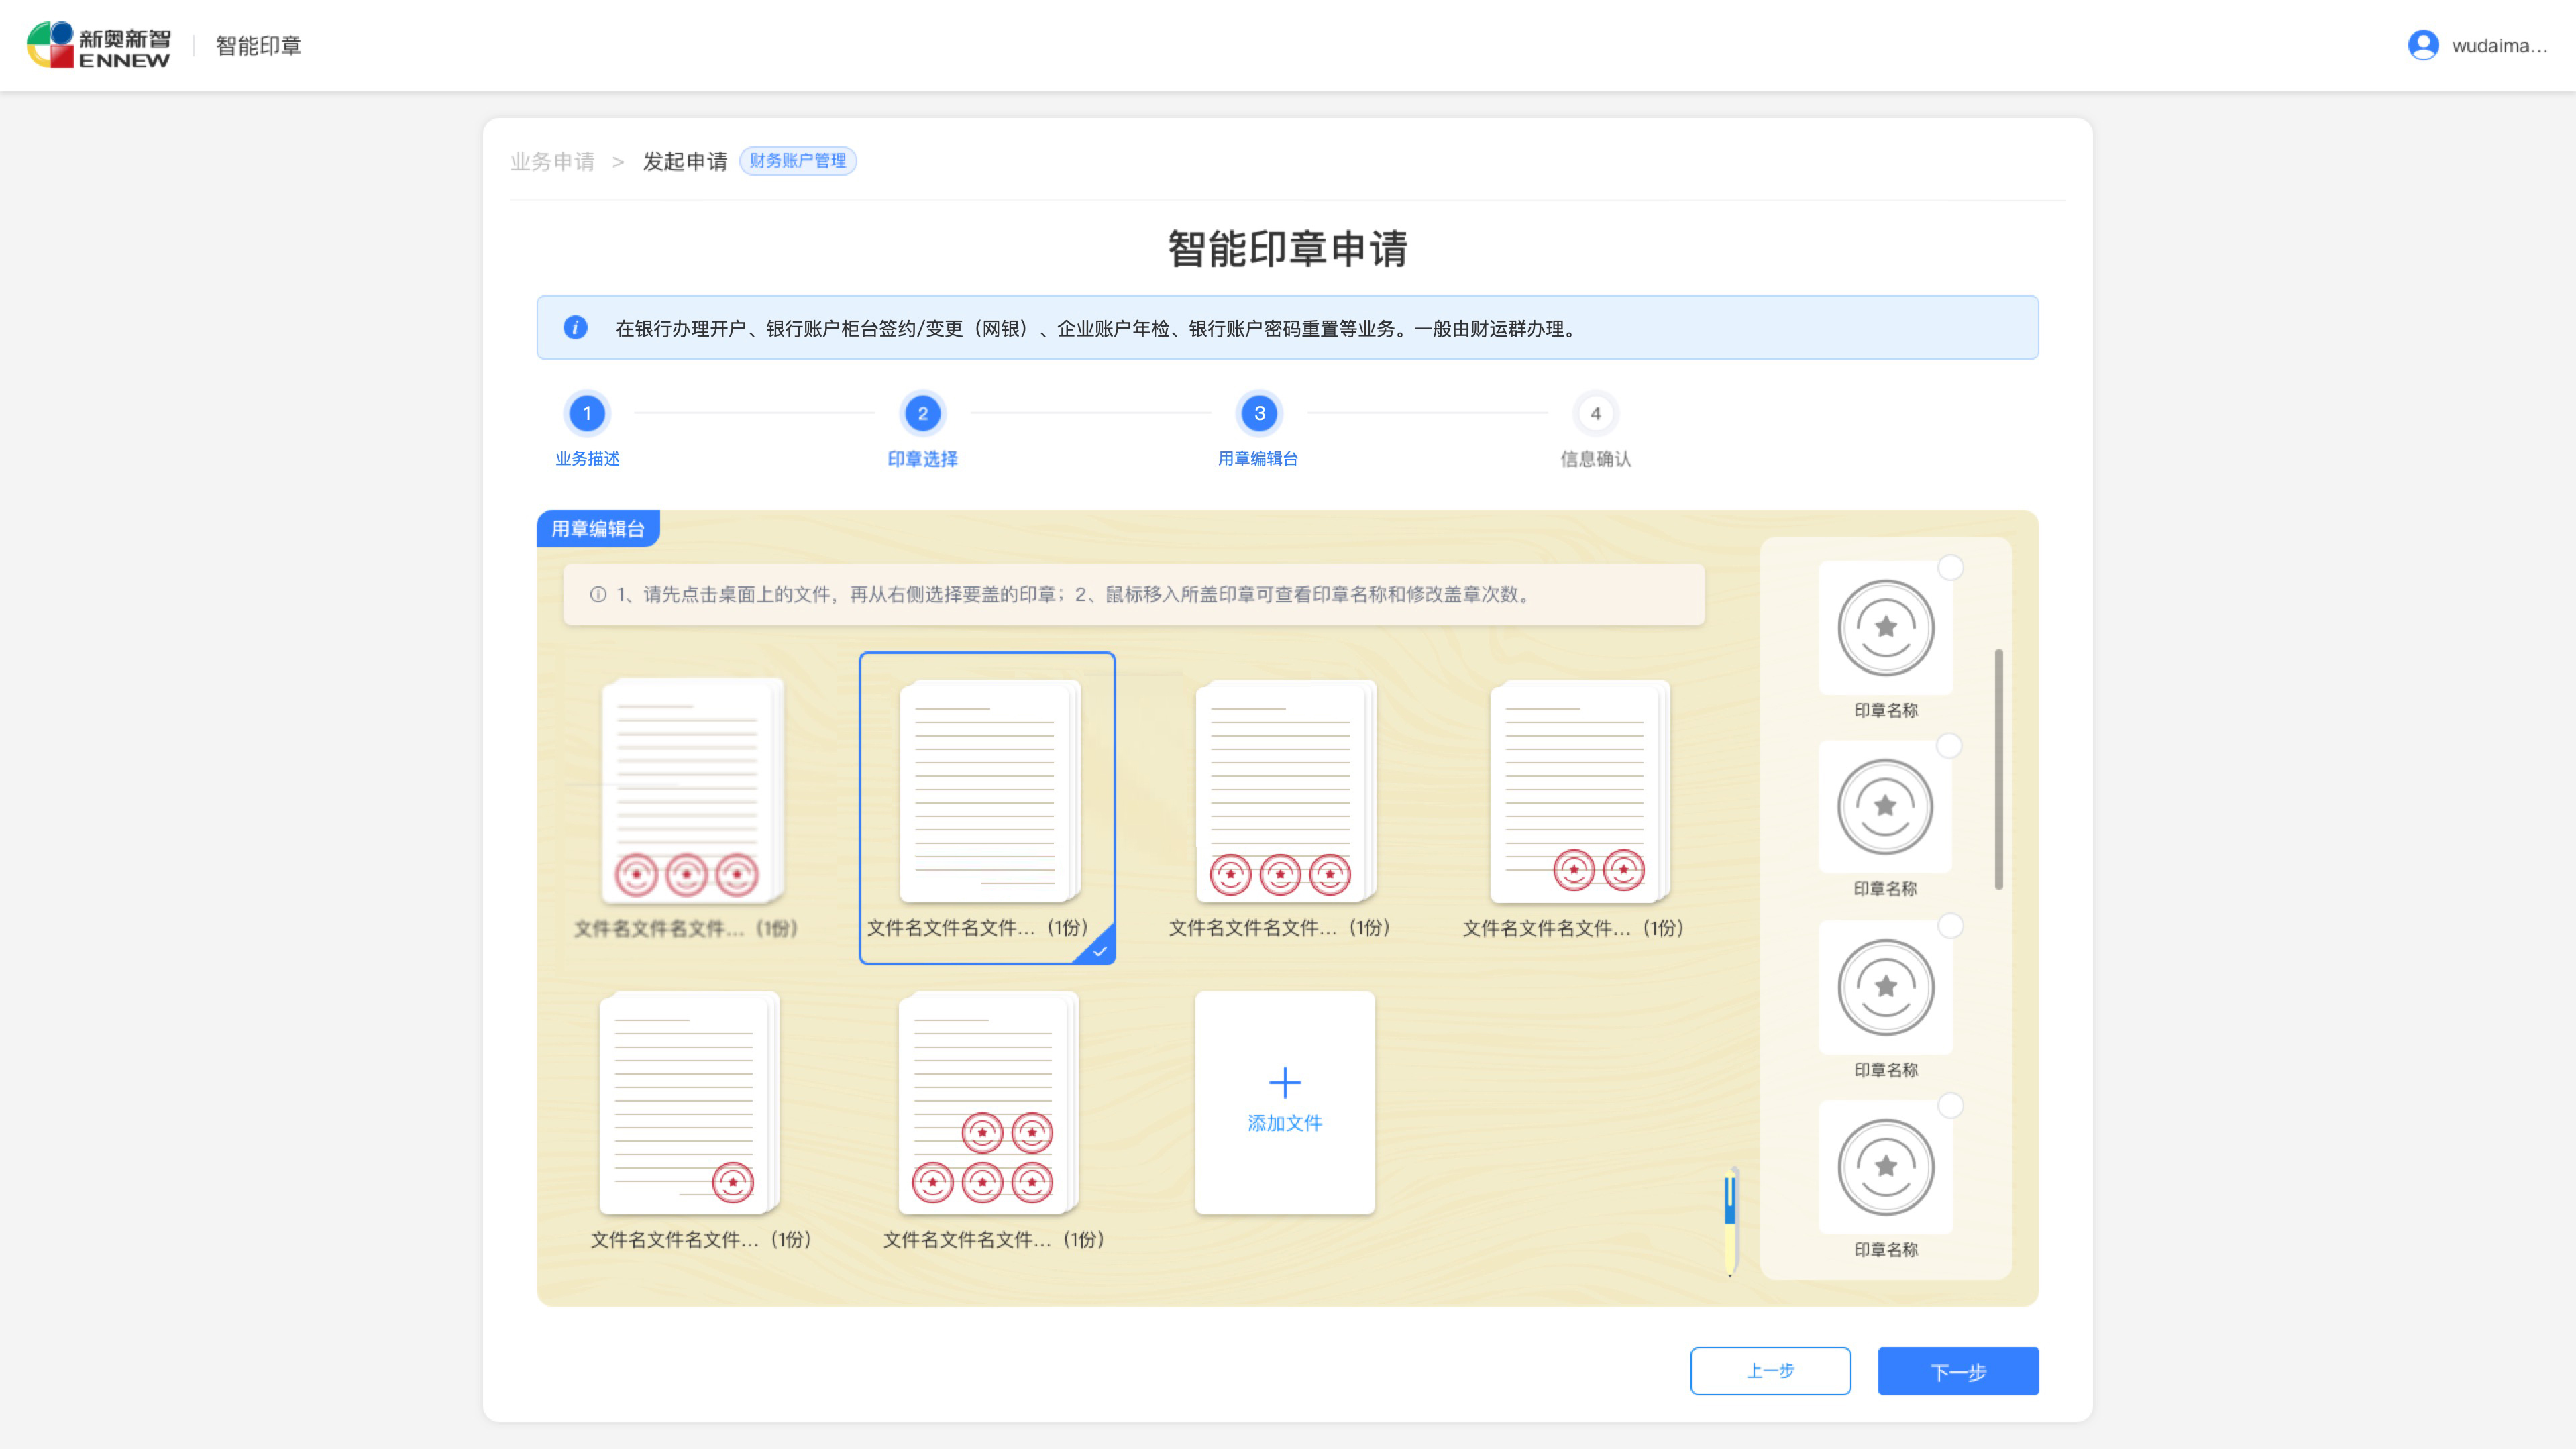 新奥新智
ENNEW
智能印章
wudaima...
业务申请 > 发起申请 财务账户管理
智能印章申请
在银行办理开户、银行账户柜台签约/变更（网银）、企业账户年检、银行账户密码重置等业务。一般由财运群办理。
1
2
3
4
业务描述
印章选择
用章编辑台
信息确认
用章编辑台
1、请先点击桌面上的文件，再从右侧选择要盖的印章；2、鼠标移入所盖印章可查看印章名称和修改盖章次数。
文件名文件名文件...（1份）
文件名文件名文件...（1份）
文件名文件名文件...（1份）
文件名文件名文件...（1份）
文件名文件名文件...（1份）
文件名文件名文件...（1份）
添加文件
印章名称
印章名称
印章名称
印章名称
上一步
下一步